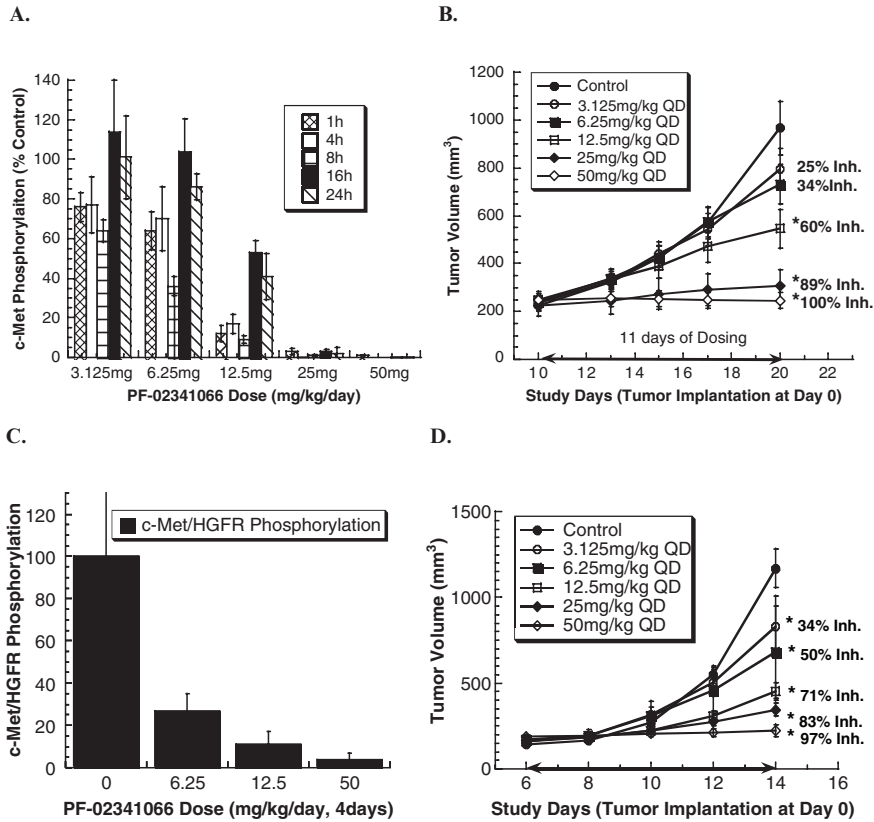 A.
c-Met Phosphorylaiton (% Control)
140
120
100
80
60
40
20
0
1h
4h
8h
16h
24h
3.125mg
6.25mg
12.5mg
25mg
50mg
PF-02341066 Dose (mg/kg/day)
B.
Tumor Volume (mm³)
1200
1000
800
600
400
200
0
Control
3.125mg/kg QD
6.25mg/kg QD
12.5mg/kg QD
25mg/kg QD
50mg/kg QD
25% Inh.
34%Inh.
*60% Inh.
*89% Inh.
*100% Inh.
11 days of Dosing
10 12 14 16 18 20 22
Study Days (Tumor Implantation at Day 0)
C.
c-Met/HGFR Phosphorylation
120
100
80
60
40
20
0
c-Met/HGFR Phosphorylation
0 6.25 12.5 50
PF-02341066 Dose (mg/kg/day, 4days)
D.
Tumor Volume (mm³)
1500
1000
500
0
Control
3.125mg/kg QD
6.25mg/kg QD
12.5mg/kg QD
25mg/kg QD
50mg/kg QD
* 34% Inh.
* 50% Inh.
* 71% Inh.
* 83% Inh.
* 97% Inh.
6 8 10 12 14 16
Study Days (Tumor Implantation at Day 0)